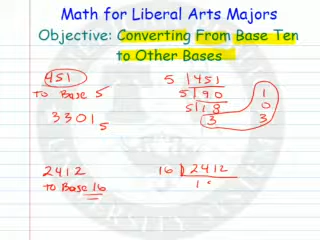 Math for Liberal Arts Majors
Objective: Converting From Base Ten
to Other Bases
451
to Base 5
3301 5
5 451
5 90 1
5 18 0
3 3
2412
to Base 16
16 2412
1